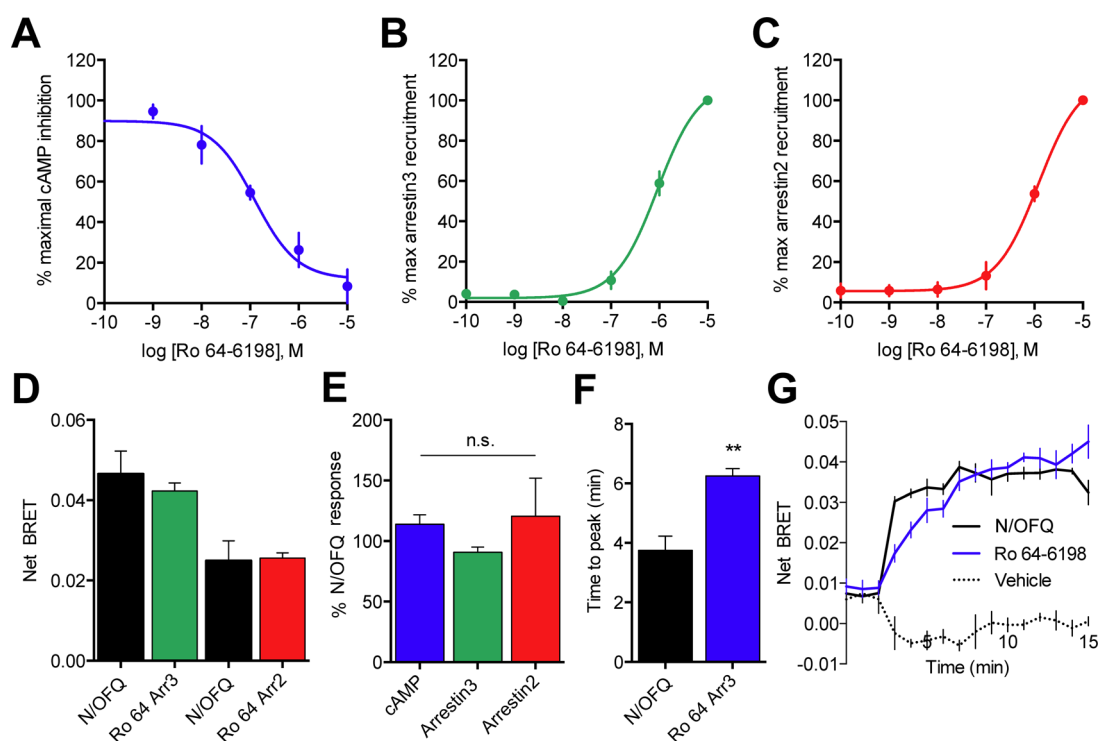 A
% maximal cAMP inhibition
120
100
80
60
40
20
0
-10 -9 -8 -7 -6 -5
log [Ro 64-6198], M
B
% max arrestin3 recruitment
120
100
80
60
40
20
0
-10 -9 -8 -7 -6 -5
log [Ro 64-6198], M
C
% max arrestin2 recruitment
120
100
80
60
40
20
0
-10 -9 -8 -7 -6 -5
log [Ro 64-6198], M
D
Net BRET
0.06
0.04
0.02
0.00
N/OFQ
Ro 64 Arr3
N/OFQ
Ro 64 Arr2
E
% N/OFQ response
200
150
100
50
0
n.s.
cAMP
Arrestin3
Arrestin2
F
Time to peak (min)
8
6
4
2
0
**
N/OFQ
Ro 64 Arr3
G
Net BRET
0.05
0.04
0.03
0.02
0.01
0.00
-0.01
N/OFQ
Ro 64-6198
Vehicle
5 10 15
Time (min)